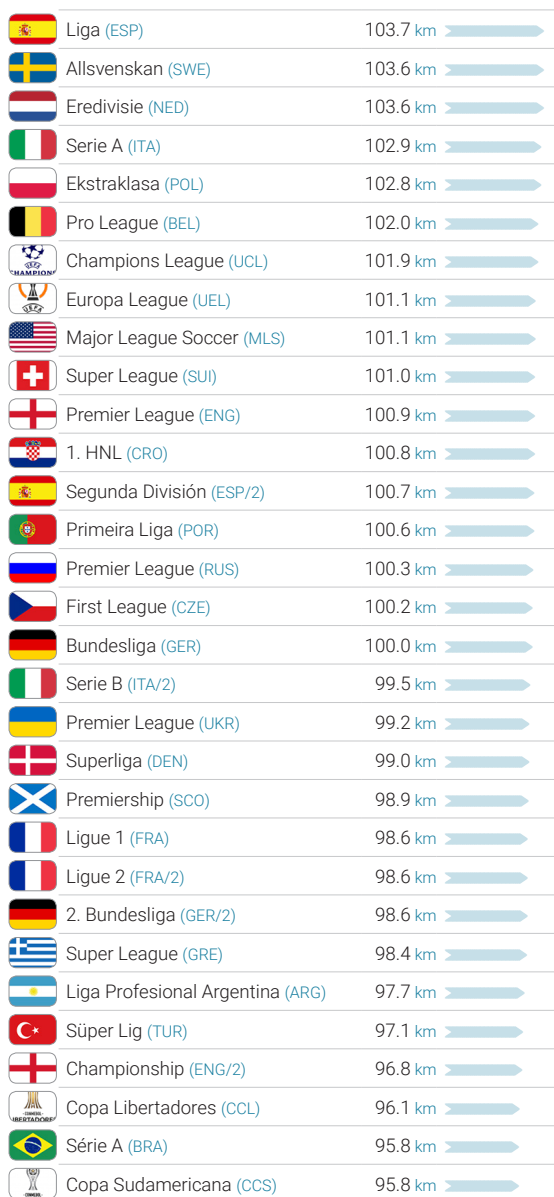 Liga (ESP) 103.7 km
Allsvenskan (SWE) 103.6 km
Eredivisie (NED) 103.6 km
Serie A (ITA) 102.9 km
Ekstraklasa (POL) 102.8 km
Pro League (BEL) 102.0 km
UEFA CHAMPIONS Champions League (UCL) 101.9 km
UEFA Europa League (UEL) 101.1 km
Major League Soccer (MLS) 101.1 km
Super League (SUI) 101.0 km
Premier League (ENG) 100.9 km
1. HNL (CRO) 100.8 km
Segunda División (ESP/2) 100.7 km
Primeira Liga (POR) 100.6 km
Premier League (RUS) 100.3 km
First League (CZE) 100.2 km
Bundesliga (GER) 100.0 km
Serie B (ITA/2) 99.5 km
Premier League (UKR) 99.2 km
Superliga (DEN) 99.0 km
Premiership (SCO) 98.9 km
Ligue 1 (FRA) 98.6 km
Ligue 2 (FRA/2) 98.6 km
2. Bundesliga (GER/2) 98.6 km
Super League (GRE) 98.4 km
Liga Profesional Argentina (ARG) 97.7 km
Süper Lig (TUR) 97.1 km
Championship (ENG/2) 96.8 km
Copa Libertadores (CCL) 96.1 km
Série A (BRA) 95.8 km
Copa Sudamericana (CCS) 95.8 km